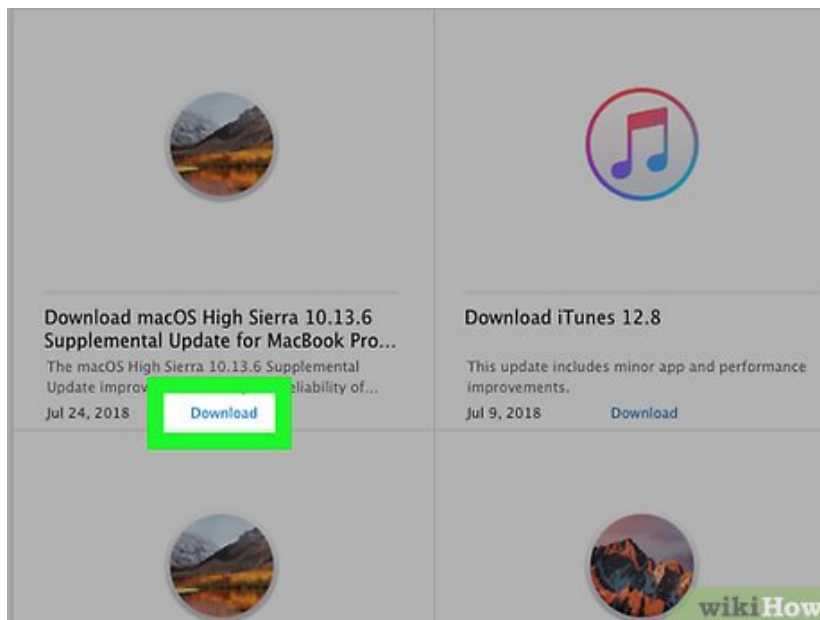 Download macOS High Sierra 10.13.6
Supplemental Update for MacBook Pro...
The macOS High Sierra 10.13.6 Supplemental
Update improv eliability of...
Jul 24, 2018 Download
Download iTunes 12.8
This update includes minor app and performance
improvements.
Jul 9, 2018 Download
wikiHow